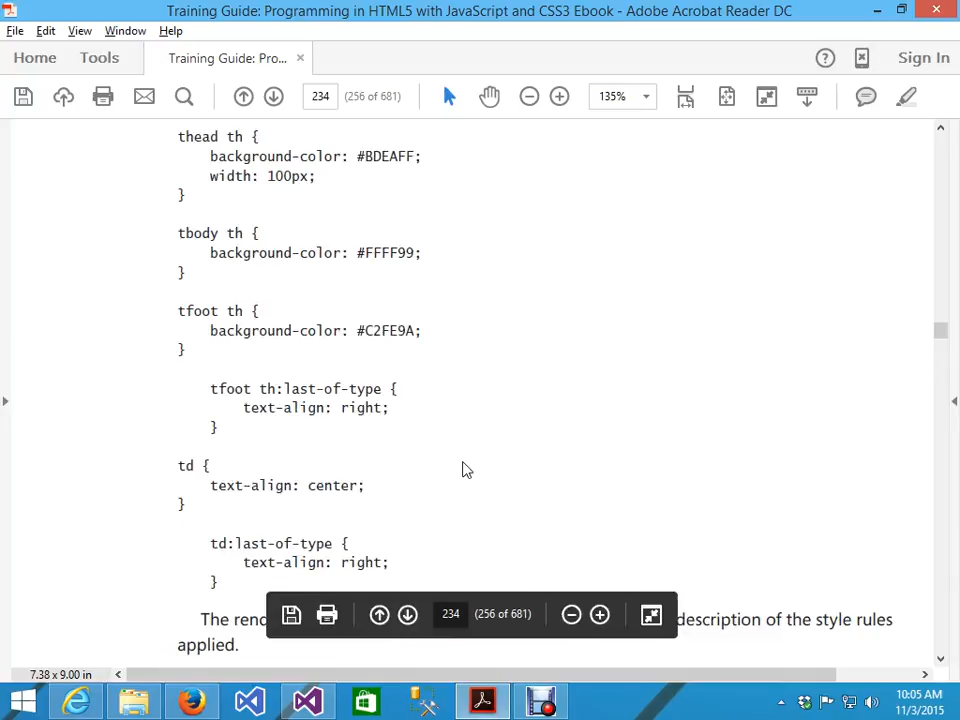 Training Guide: Programming in HTML5 with JavaScript and CSS3 Ebook - Adobe Acrobat Reader DC
File Edit View Window Help
Home Tools Training Guide: Pro... × Sign In
234 (256 of 681) 135%
thead th {
background-color: #BDEAFF;
width: 100px;
}
tbody th {
background-color: #FFFF99;
}
tfoot th {
background-color: #C2FE9A;
}
tfoot th:last-of-type {
text-align: right;
}
td {
text-align: center;
}
td:last-of-type {
text-align: right;
}
234 (256 of 681)
The rend description of the style rules
applied.
7.38 x 9.00 in
10:05 AM
11/3/2015